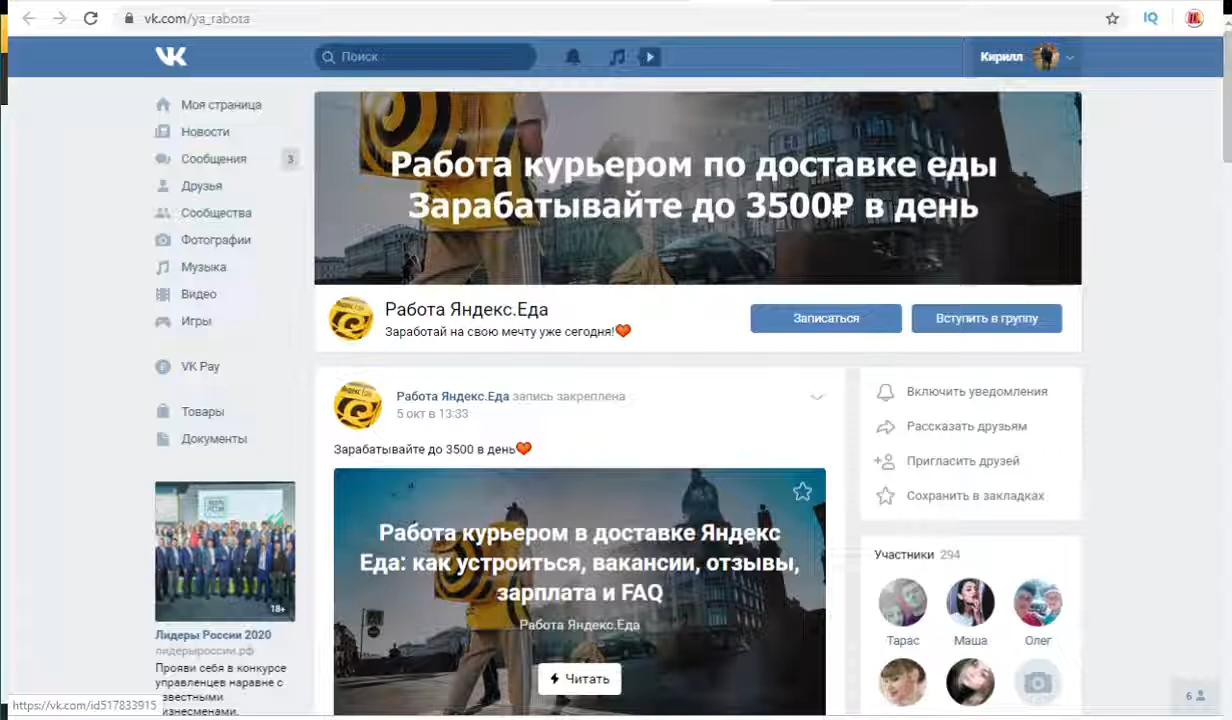 vk.com/ya_rabota
Поиск
Кирилл
Моя страница
Новости
Сообщения
3
Друзья
Сообщества
Фотографии
Музыка
Видео
Игры
VK Pay
Товары
Документы
18+
Лидеры России 2020
лидерыроссии.рф
Прояви себя в конкурсе
управленцев наравне с
известными
бизнесменами,
https://vk.com/id517833915
Работа курьером по доставке еды
Зарабатывайте до 3500₽ в день
Работа Яндекс.Еда
Заработай на свою мечту уже сегодня!❤
Записаться
Вступить в группу
Работа Яндекс.Еда запись закреплена
5 окт в 13:33
Зарабатывайте до 3500 в день❤
Работа курьером в доставке Яндекс
Еда: как устроиться, вакансии, отзывы,
зарплата и FAQ
Работа Яндекс.Еда
Читать
Включить уведомления
Рассказать друзьям
Пригласить друзей
Сохранить в закладках
Участники 294
Тарас
Маша
Олег
6